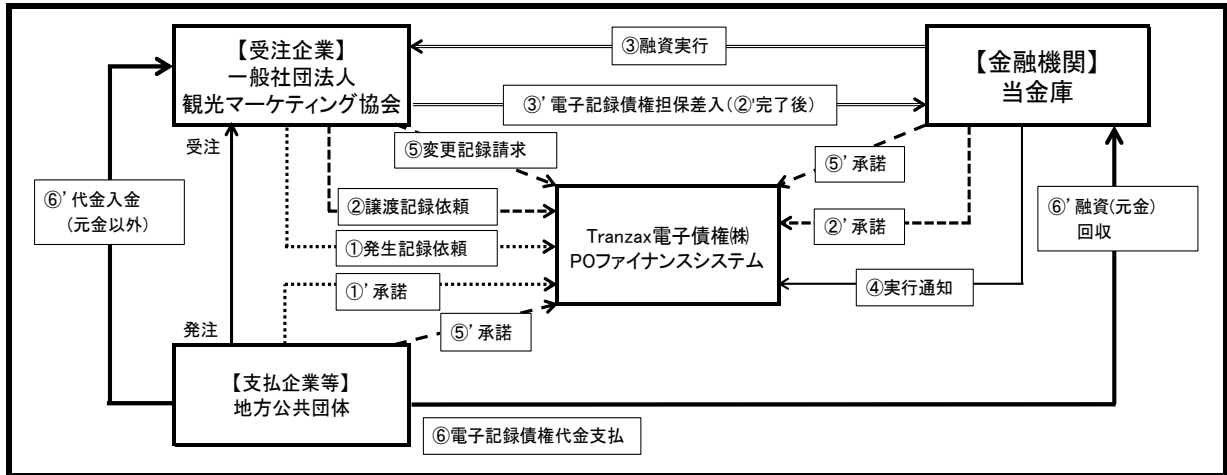 【受注企業】
一般社団法人
観光マーケティング協会
③融資実行
【金融機関】
当金庫
③’電子記録債権担保差入(②’完了後)
受注
⑤変更記録請求
⑤’承諾
⑥’代金入金
(元金以外)
②譲渡記録依頼
Tranzax電子債権㈱
POファイナンスシステム
②’承諾
⑥’融資(元金)
回収
①発生記録依頼
①’承諾
④実行通知
発注
⑤’承諾
【支払企業等】
地方公共団体
⑥電子記録債権代金支払